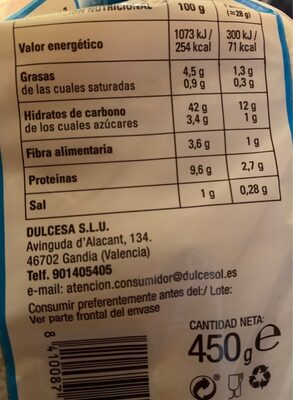 NUTRICIONAL 100 g (≈28 g)
Valor energético 1073 kJ / 254 kcal 300 kJ / 71 kcal
Grasas 4,5 g 1,3 g
de las cuales saturadas 0,9 g 0,3 g
Hidratos de carbono 42 g 12 g
de los cuales azúcares 3,4 g 1 g
Fibra alimentaria 3,6 g 1 g
Proteínas 9,6 g 2,7 g
Sal 1 g 0,28 g
DULCESA S.L.U.
Avinguda d'Alacant, 134.
46702 Gandia (Valencia)
Telf. 901405405
e-mail: atencion.consumidor@dulcesol.es
Consumir preferentemente antes del:/ Lote:
Ver parte frontal del envase
CANTIDAD NETA:
450g e
8 410087